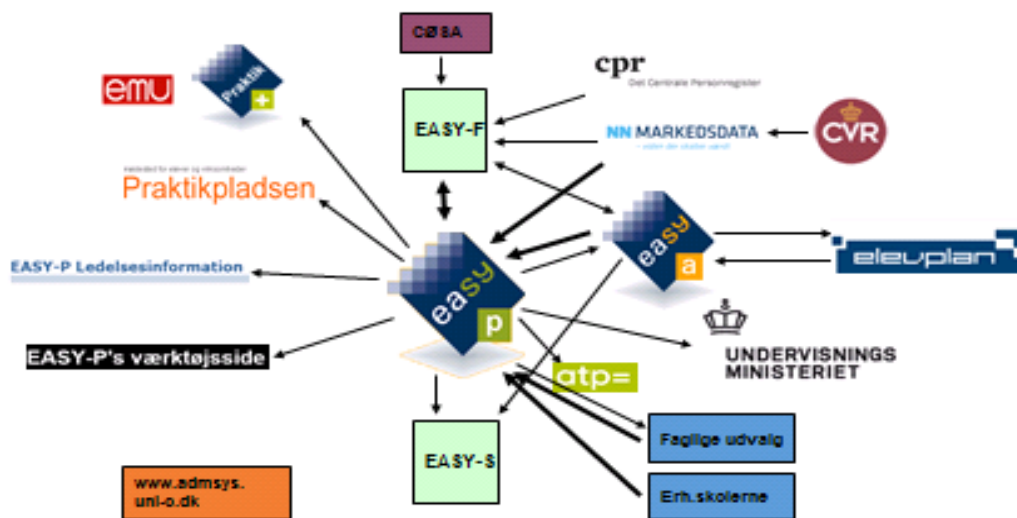 CØSA
emu
Praktik
+
EASY-F
cpr
Det Centrale Personregister
NN MARKEDSDATA
CVR
Praktikpladsen
easy
a
elevplan
EASY-P Ledelsesinformation
easy
p
UNDERVISNINGS
MINISTERIET
EASY-P's værktøjsside
atp=
Faglige udvalg
EASY-S
www.admsys.
uni-c.dk
Erh.skolerne